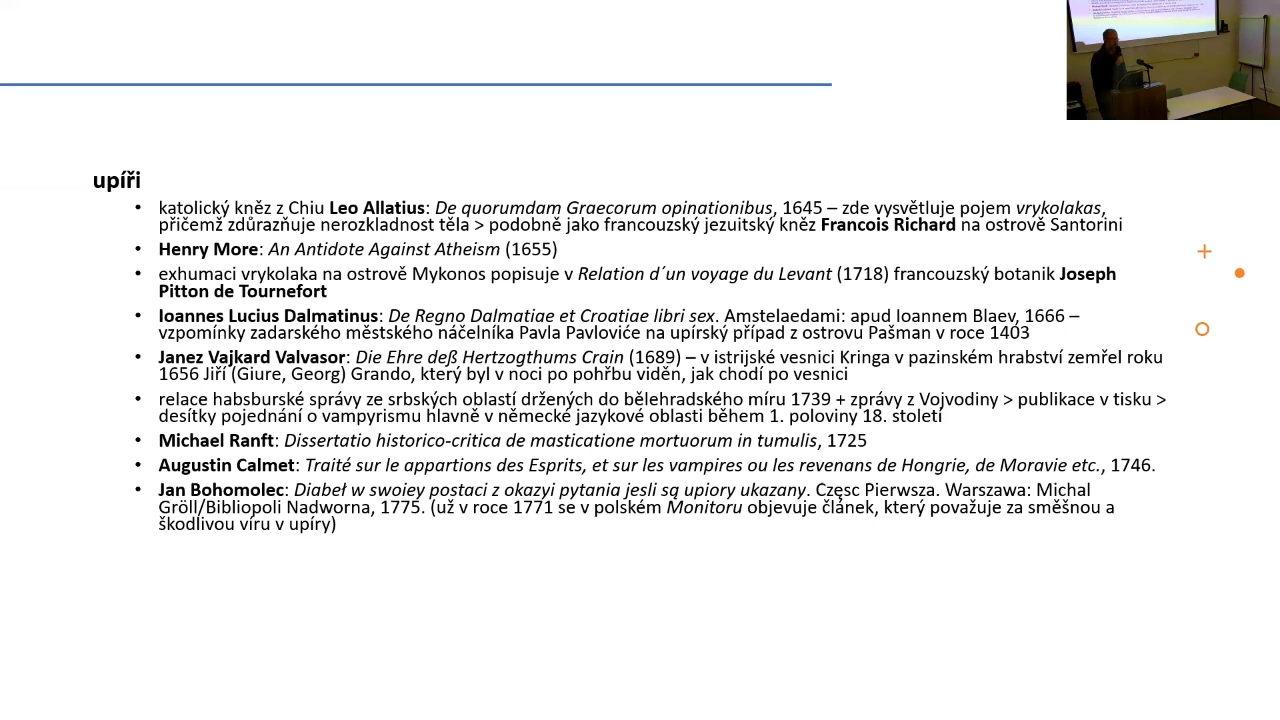 upíři
• katolický kněz z Chiu Leo Allatius: De quorumdam Graecorum opinationibus, 1645 – zde vysvětluje pojem vrykolakas,
přičemž zdůrazňuje nerozkladnost těla > podobně jako francouzský jezuitský kněz Francois Richard na ostrově Santorini
• Henry More: An Antidote Against Atheism (1655)
• exhumaci vrykolaka na ostrově Mykonos popisuje v Relation d´un voyage du Levant (1718) francouzský botanik Joseph
Pitton de Tournefort
• Ioannes Lucius Dalmatinus: De Regno Dalmatiae et Croatiae libri sex. Amstelaedami: apud Ioannem Blaev, 1666 –
vzpomínky zadarského městského náčelníka Pavla Pavloviće na upírský případ z ostrovu Pašman v roce 1403
• Janez Vajkard Valvasor: Die Ehre deß Hertzogthums Crain (1689) – v istrijské vesnici Kringa v pazinském hrabství zemřel roku
1656 Jiří (Giure, Georg) Grando, který byl v noci po pohřbu viděn, jak chodí po vesnici
• relace habsburské správy ze srbských oblastí držených do bělehradského míru 1739 + zprávy z Vojvodiny > publikace v tisku >
desítky pojednání o vampyrismu hlavně v německé jazykové oblasti během 1. poloviny 18. století
• Michael Ranft: Dissertatio historico-critica de masticatione mortuorum in tumulis, 1725
• Augustin Calmet: Traité sur le appartions des Esprits, et sur les vampires ou les revenans de Hongrie, de Moravie etc., 1746.
• Jan Bohomolec: Diabeł w swoiey postaci z okazyi pytania jesli są upiory ukazany. Częsc Pierwsza. Warszawa: Michal
Gröll/Bibliopoli Nadworna, 1775. (už v roce 1771 se v polském Monitoru objevuje článek, který považuje za směšnou a
škodlivou víru v upíry)